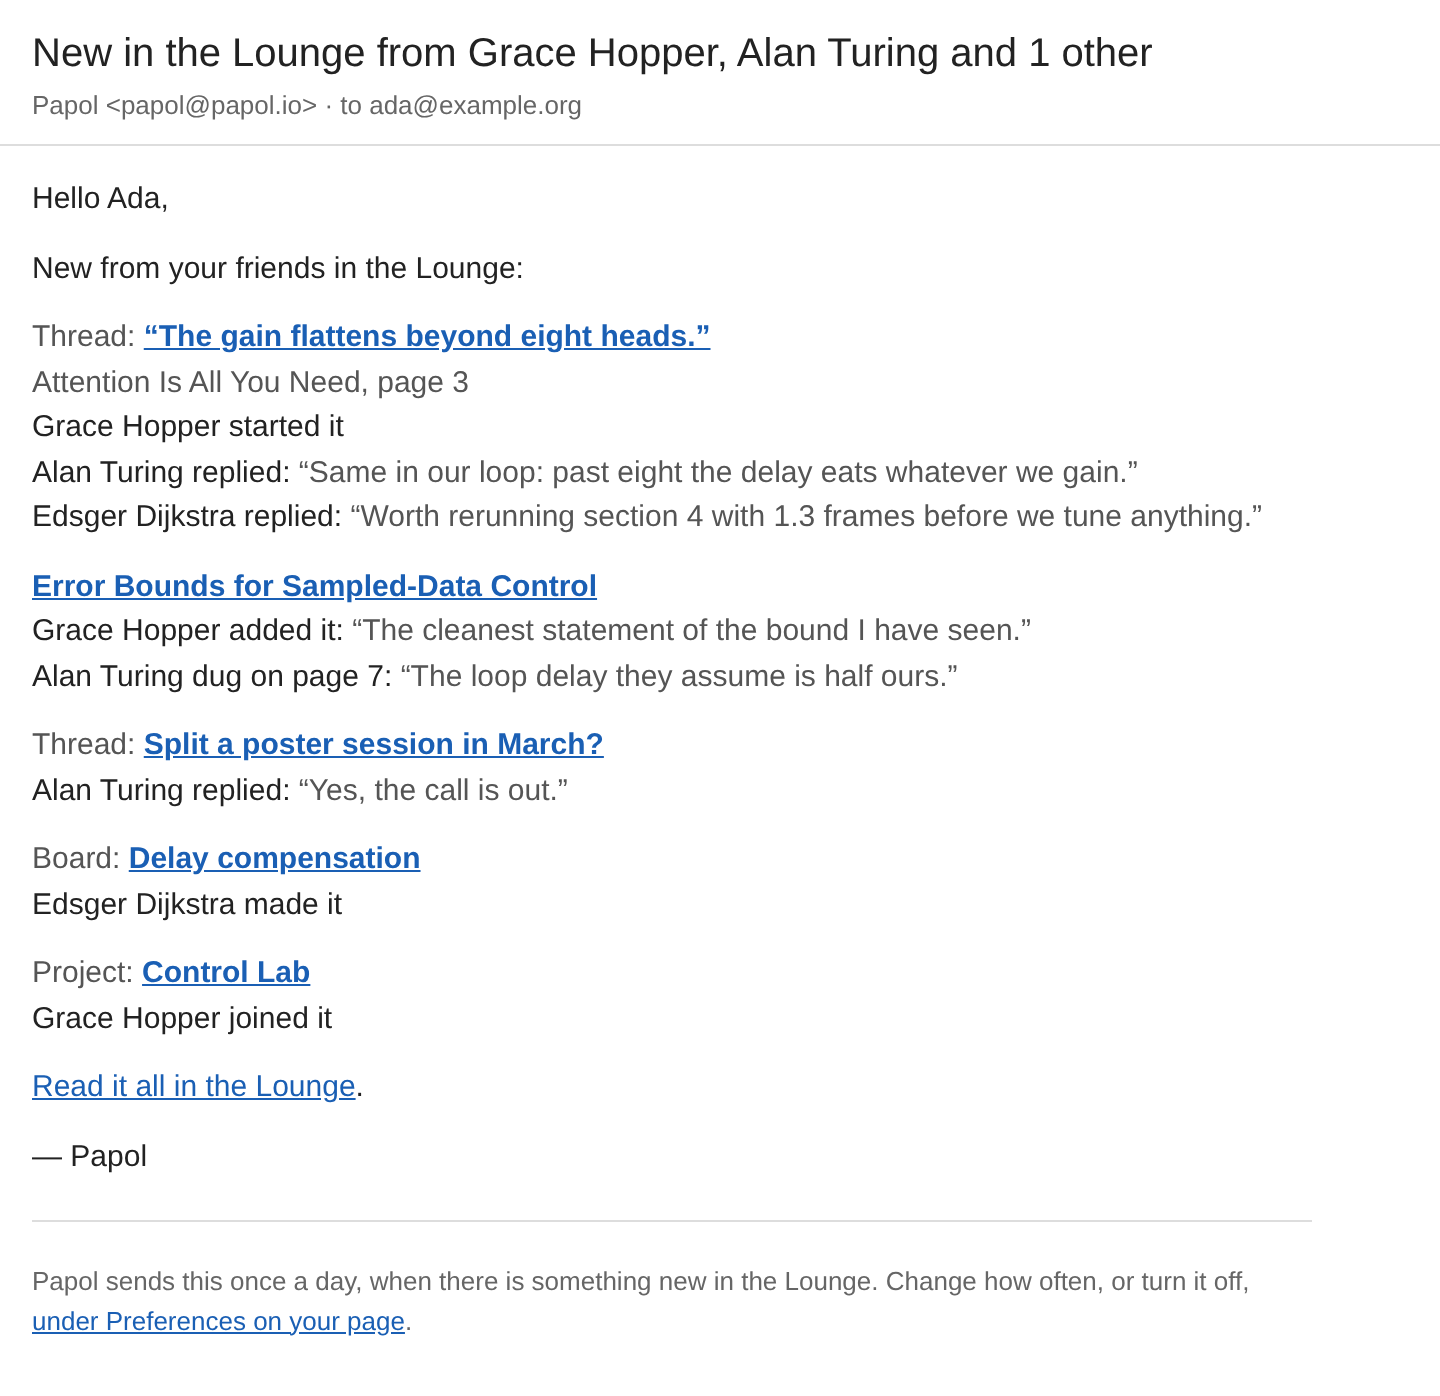 New in the Lounge from Grace Hopper, Alan Turing and 1 other
Papol <papol@papol.io> · to ada@example.org
Hello Ada,
New from your friends in the Lounge:
Thread: “The gain flattens beyond eight heads.”
Attention Is All You Need, page 3
Grace Hopper started it
Alan Turing replied: “Same in our loop: past eight the delay eats whatever we gain.”
Edsger Dijkstra replied: “Worth rerunning section 4 with 1.3 frames before we tune anything.”
Error Bounds for Sampled-Data Control
Grace Hopper added it: “The cleanest statement of the bound I have seen.”
Alan Turing dug on page 7: “The loop delay they assume is half ours.”
Thread: Split a poster session in March?
Alan Turing replied: “Yes, the call is out.”
Board: Delay compensation
Edsger Dijkstra made it
Project: Control Lab
Grace Hopper joined it
Read it all in the Lounge.
— Papol
Papol sends this once a day, when there is something new in the Lounge. Change how often, or turn it off,
under Preferences on your page.